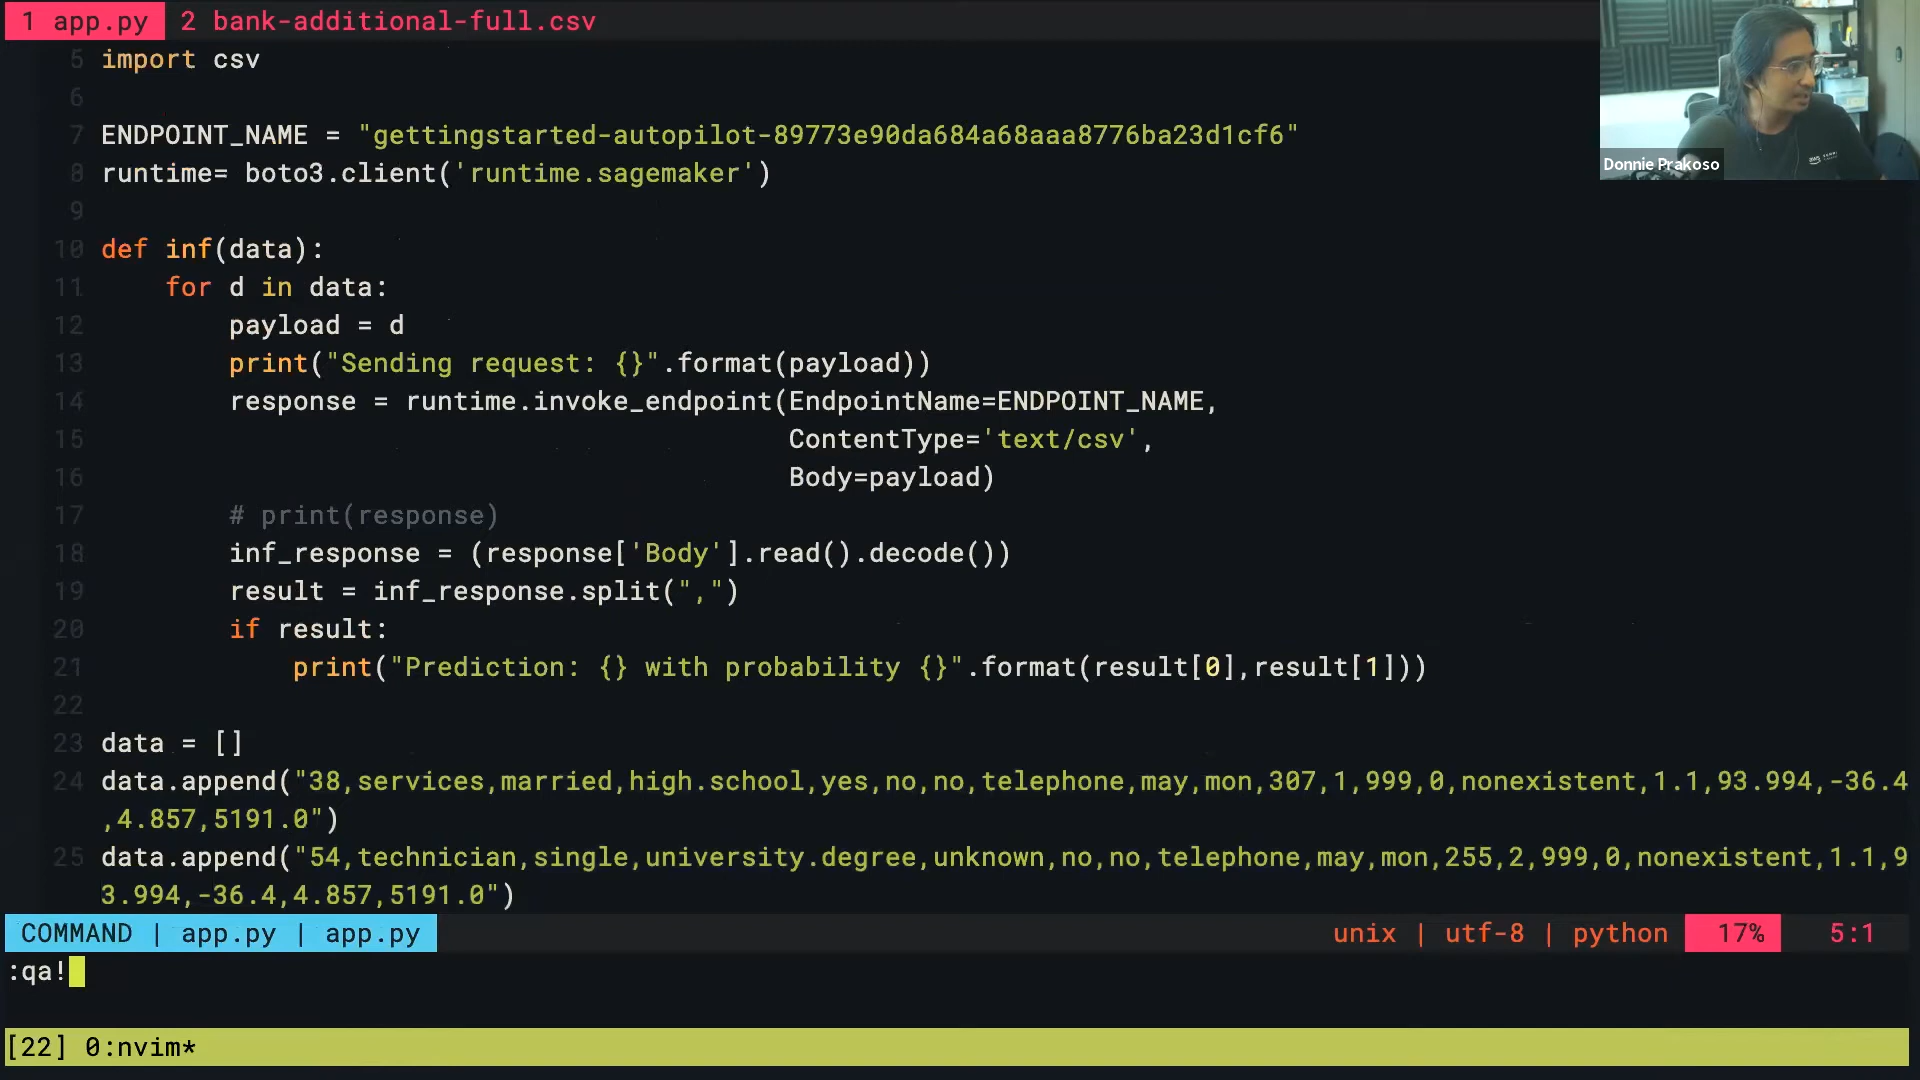 1 app.py 2 bank-additional-full.csv
5 import csv
6
7 ENDPOINT_NAME = "gettingstarted-autopilot-89773e90da684a68aaa8776ba23d1cf6"
8 runtime= boto3.client('runtime.sagemaker')
9
10 def inf(data):
11 for d in data:
12 payload = d
13 print("Sending request: {}".format(payload))
14 response = runtime.invoke_endpoint(EndpointName=ENDPOINT_NAME,
15 ContentType='text/csv',
16 Body=payload)
17 # print(response)
18 inf_response = (response['Body'].read().decode())
19 result = inf_response.split(",")
20 if result:
21 print("Prediction: {} with probability {}".format(result[0],result[1]))
22
23 data = []
24 data.append("38,services,married,high.school,yes,no,no,telephone,may,mon,307,1,999,0,nonexistent,1.1,93.994,-36.4
,4.857,5191.0")
25 data.append("54,technician,single,university.degree,unknown,no,no,telephone,may,mon,255,2,999,0,nonexistent,1.1,9
3.994,-36.4,4.857,5191.0")
COMMAND | app.py | app.py unix | utf-8 | python 17% 5:1
:qa!
[22] 0:nvim*
Donnie Prakoso
aws